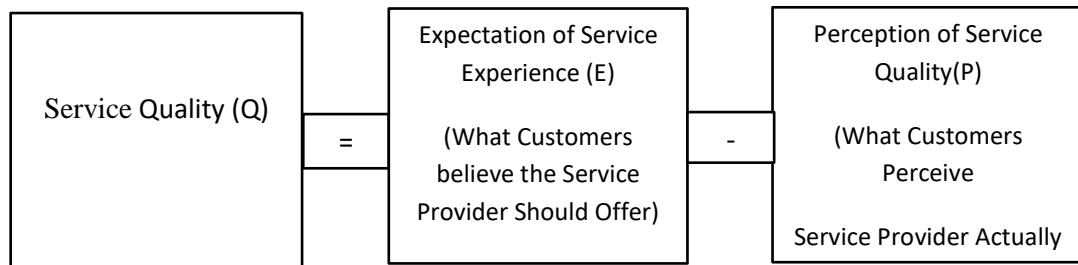 Service Quality (Q)
=
Expectation of Service
Experience (E)
(What Customers
believe the Service
Provider Should Offer)
-
Perception of Service
Quality(P)
(What Customers
Perceive
Service Provider Actually